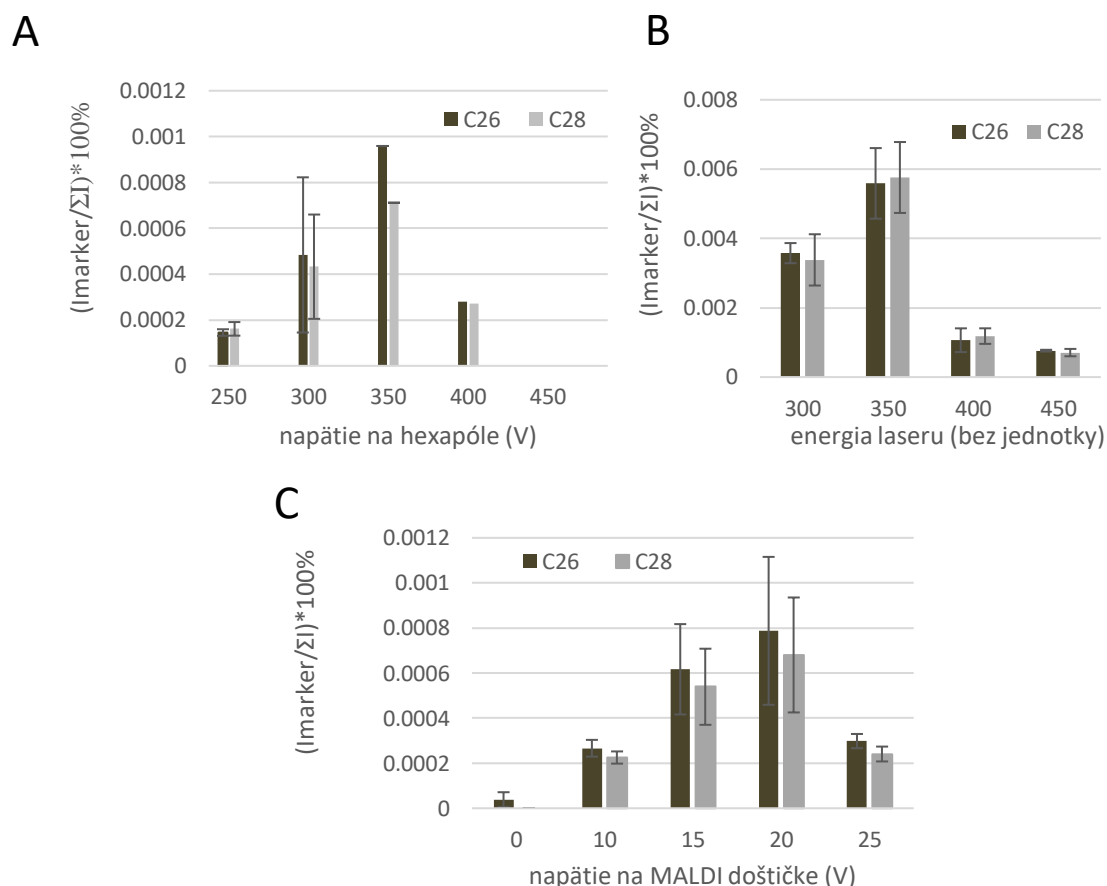 A
(Imarker/ΣI)*100%
0.0012
0.001
0.0008
0.0006
0.0004
0.0002
0
C26 C28
250 300 350 400 450
napätie na hexapóle (V)
B
(Imarker/ΣI)*100%
0.008
0.006
0.004
0.002
0
C26 C28
300 350 400 450
energia laseru (bez jednotky)
C
(Imarker/ΣI)*100%
0.0012
0.001
0.0008
0.0006
0.0004
0.0002
0
C26 C28
0 10 15 20 25
napätie na MALDI doštičke (V)